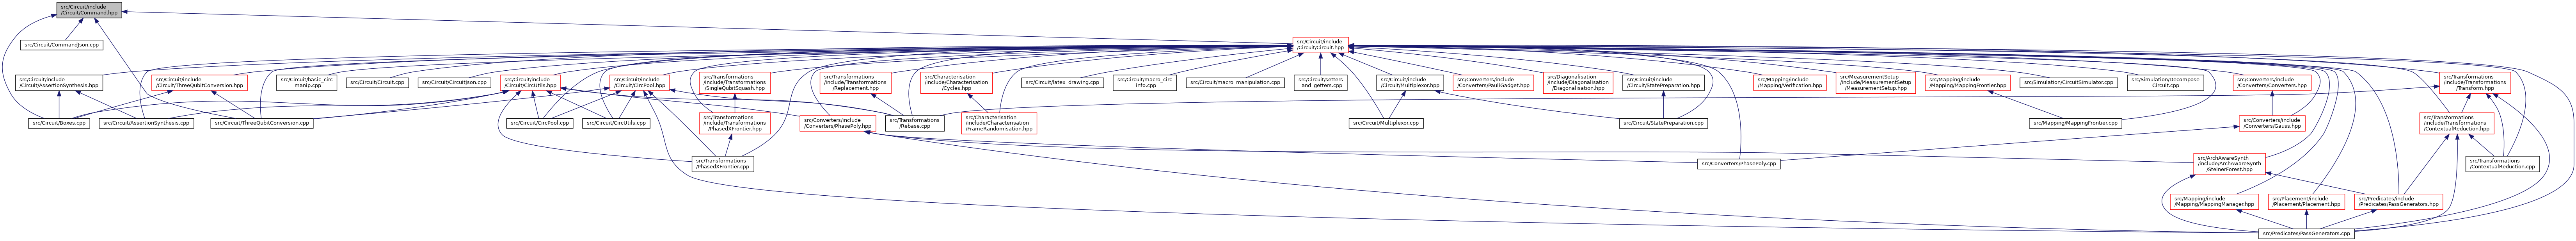 src/Circuit/include
/Circuit/Command.hpp
src/Circuit/CommandJson.cpp
src/Circuit/include
/Circuit/Circuit.hpp
src/Circuit/include
/Circuit/AssertionSynthesis.hpp
src/Circuit/include
/Circuit/ThreeQubitConversion.hpp
src/Circuit/basic_circ
_manip.cpp
src/Circuit/Circuit.cpp
src/Circuit/CircuitJson.cpp
src/Circuit/include
/Circuit/CircUtils.hpp
src/Circuit/include
/Circuit/CircPool.hpp
src/Transformations
/include/Transformations
/SingleQubitSquash.hpp
src/Transformations
/include/Transformations
/Replacement.hpp
src/Characterisation
/include/Characterisation
/Cycles.hpp
src/Circuit/latex_drawing.cpp
src/Circuit/macro_circ
_info.cpp
src/Circuit/macro_manipulation.cpp
src/Circuit/setters
_and_getters.cpp
src/Circuit/include
/Circuit/Multiplexor.hpp
src/Converters/include
/Converters/PauliGadget.hpp
src/Diagonalisation
/include/Diagonalisation
/Diagonalisation.hpp
src/Circuit/include
/Circuit/StatePreparation.hpp
src/Mapping/include
/Mapping/Verification.hpp
src/MeasurementSetup
/include/MeasurementSetup
/MeasurementSetup.hpp
src/Mapping/include
/Mapping/MappingFrontier.hpp
src/Simulation/CircuitSimulator.cpp
src/Simulation/Decompose
Circuit.cpp
src/Converters/include
/Converters/Converters.hpp
src/Transformations
/include/Transformations
/Transform.hpp
src/Circuit/Boxes.cpp
src/Circuit/AssertionSynthesis.cpp
src/Circuit/ThreeQubitConversion.cpp
src/Circuit/CircPool.cpp
src/Circuit/CircUtils.cpp
src/Transformations
/include/Transformations
/PhasedXFrontier.hpp
src/Converters/include
/Converters/PhasePoly.hpp
src/Transformations
/Rebase.cpp
src/Characterisation
/include/Characterisation
/FrameRandomisation.hpp
src/Circuit/Multiplexor.cpp
src/Circuit/StatePreparation.cpp
src/Mapping/MappingFrontier.cpp
src/Converters/include
/Converters/Gauss.hpp
src/Transformations
/include/Transformations
/ContextualReduction.hpp
src/Transformations
/PhasedXFrontier.cpp
src/Converters/PhasePoly.cpp
src/ArchAwareSynth
/include/ArchAwareSynth
/SteinerForest.hpp
src/Transformations
/ContextualReduction.cpp
src/Mapping/include
/Mapping/MappingManager.hpp
src/Placement/include
/Placement/Placement.hpp
src/Predicates/include
/Predicates/PassGenerators.hpp
src/Predicates/PassGenerators.cpp